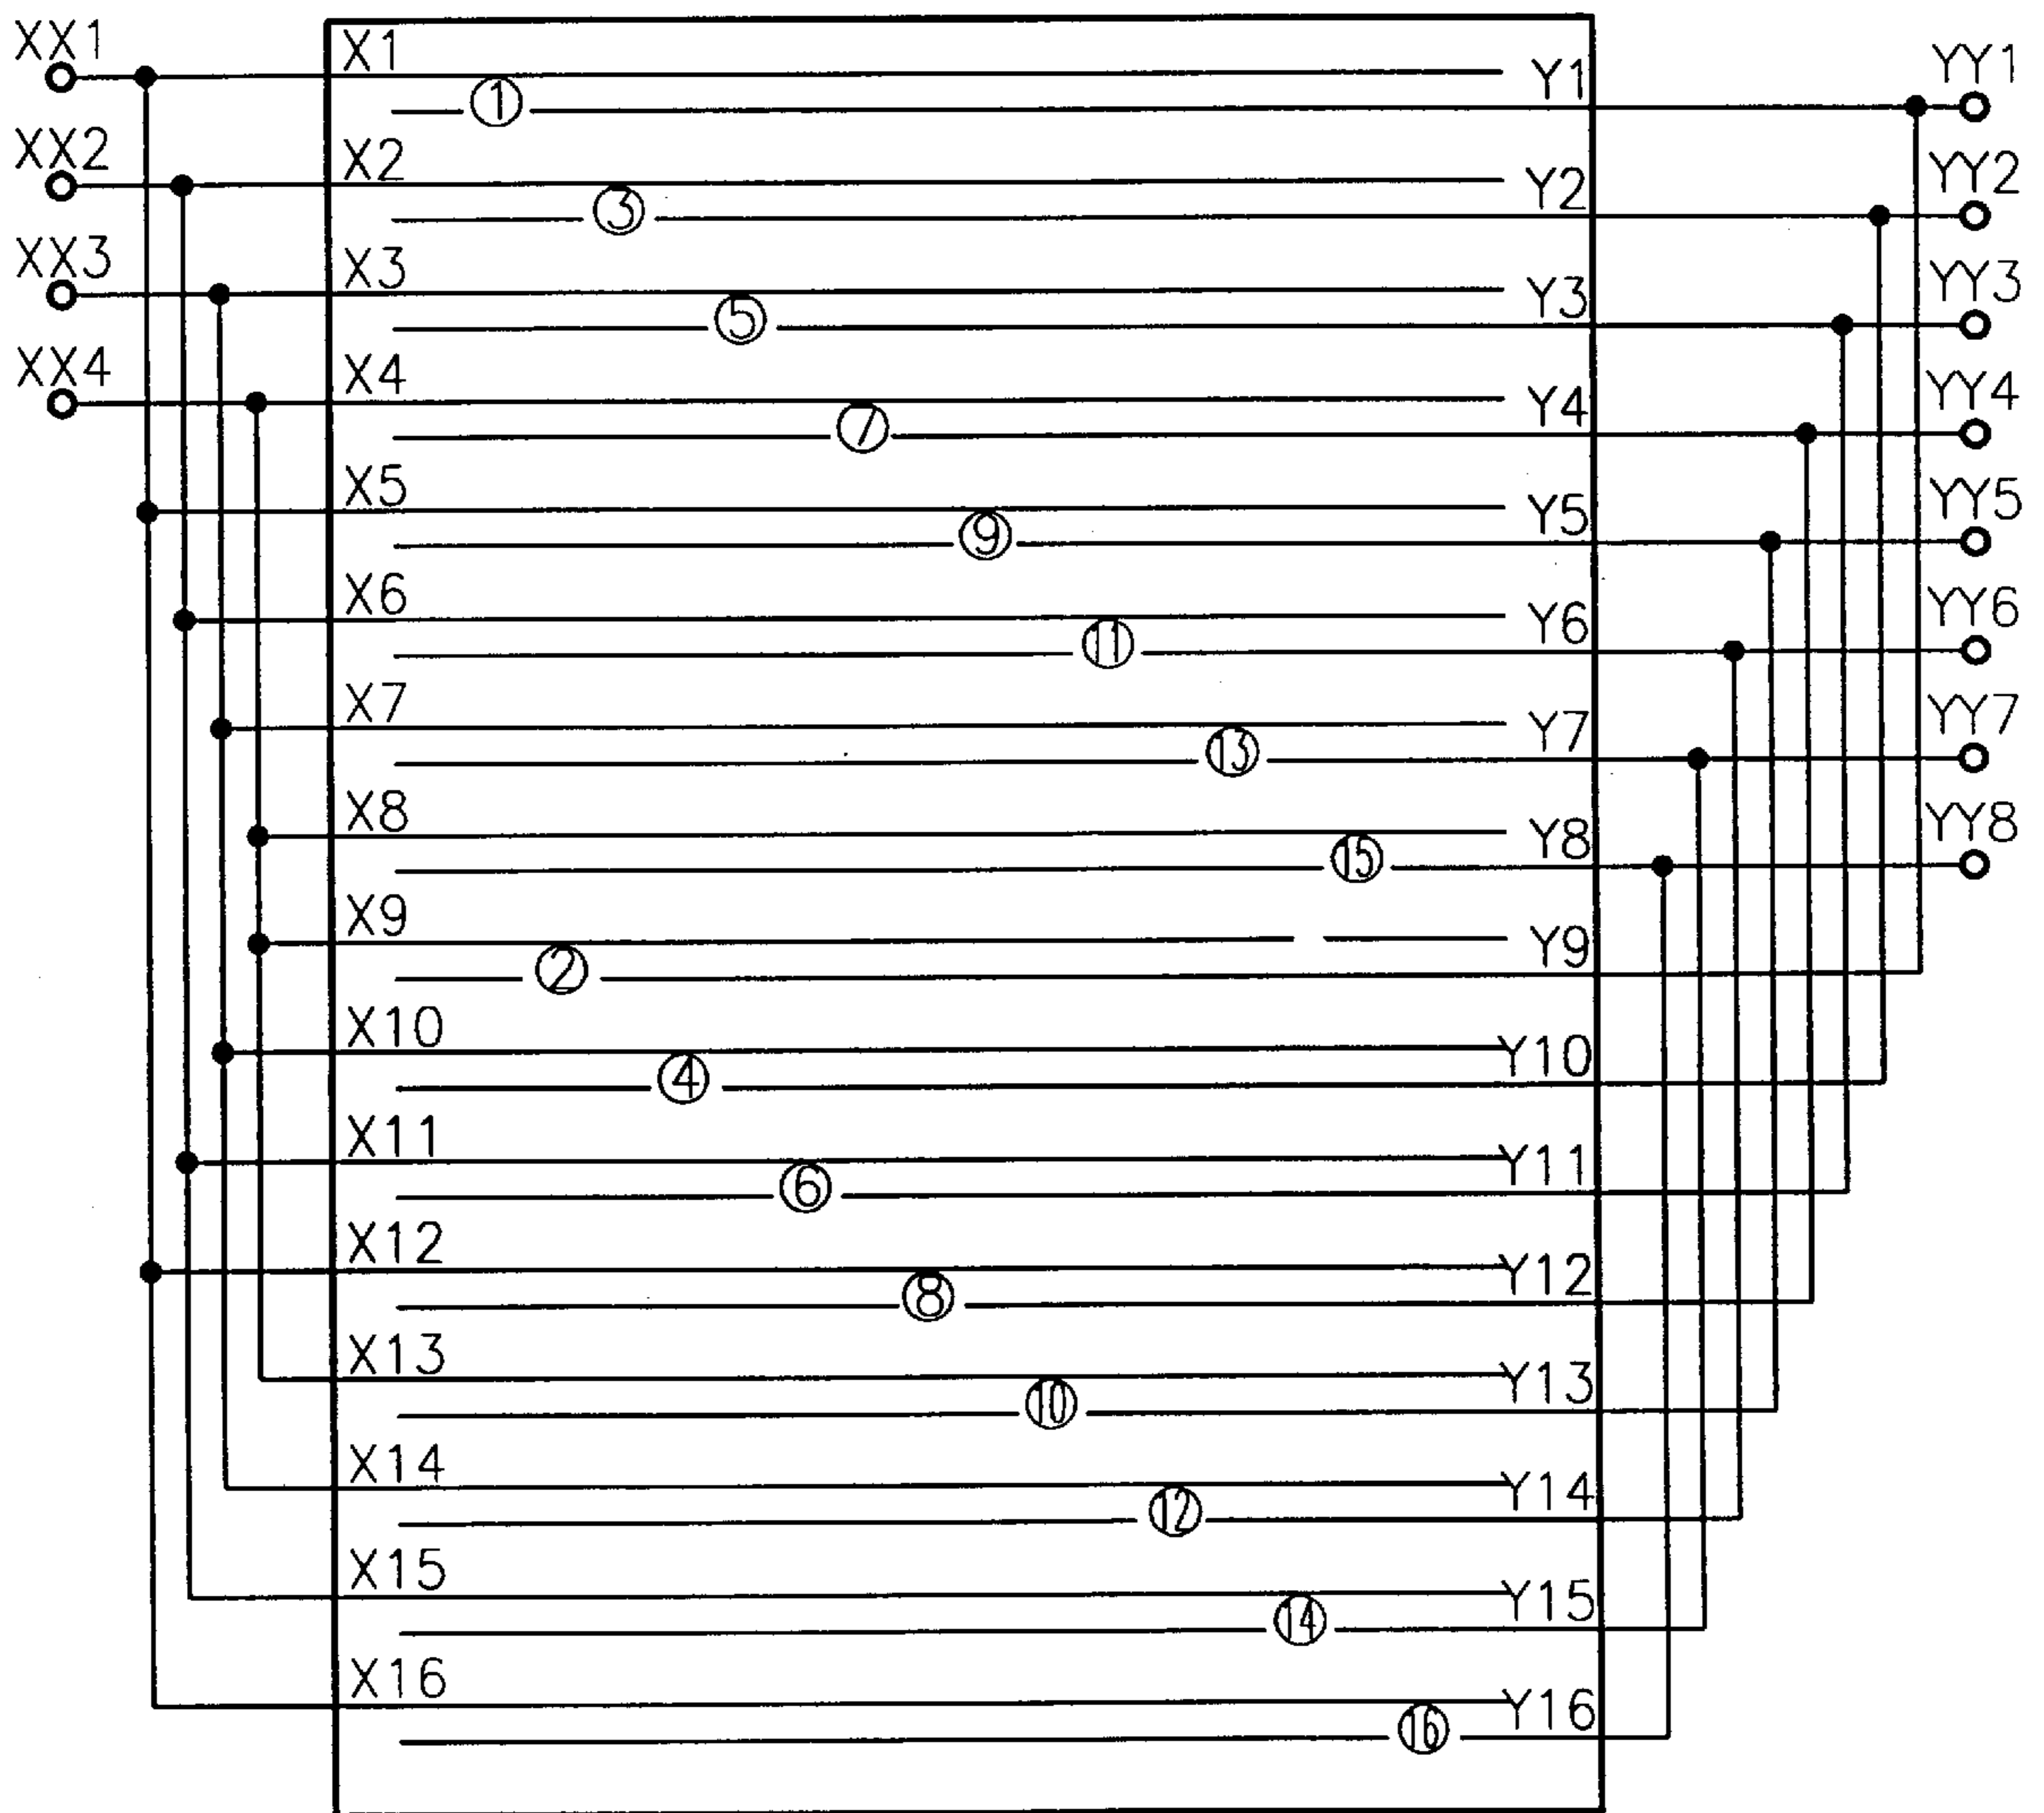 XX1 X1 Y1 YY1
①
XX2 X2 Y2 YY2
③
XX3 X3 Y3 YY3
⑤
XX4 X4 Y4 YY4
⑦
X5 Y5 YY5
⑨
X6 Y6 YY6
⑪
X7 Y7 YY7
⑬
X8 Y8 YY8
⑮
X9 Y9
②
X10 Y10
④
X11 Y11
⑥
X12 Y12
⑧
X13 Y13
⑩
X14 Y14
⑫
X15 Y15
⑭
X16 Y16
⑯